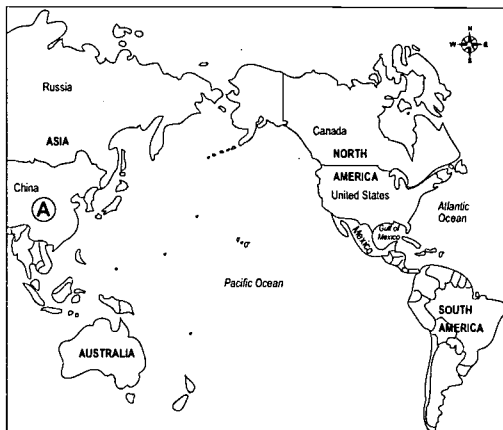 N
W E
S
Russia
ASIA
China
A
Canada
NORTH
AMERICA
United States
Atlantic
Ocean
Gulf of
Mexico
Mexico
Pacific Ocean
SOUTH
AMERICA
AUSTRALIA